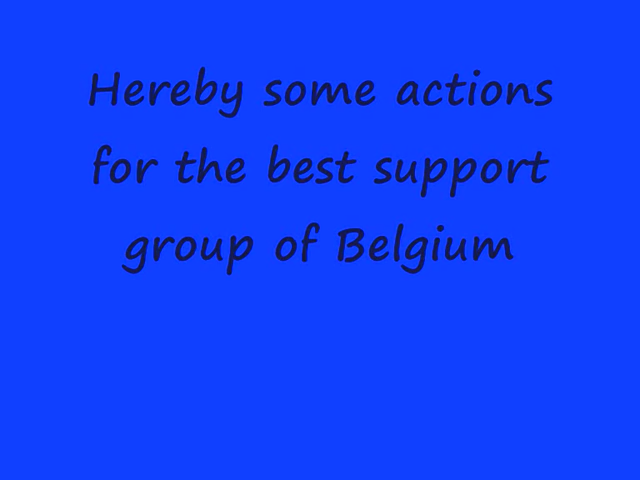 Hereby some actions
for the best support
group of Belgium